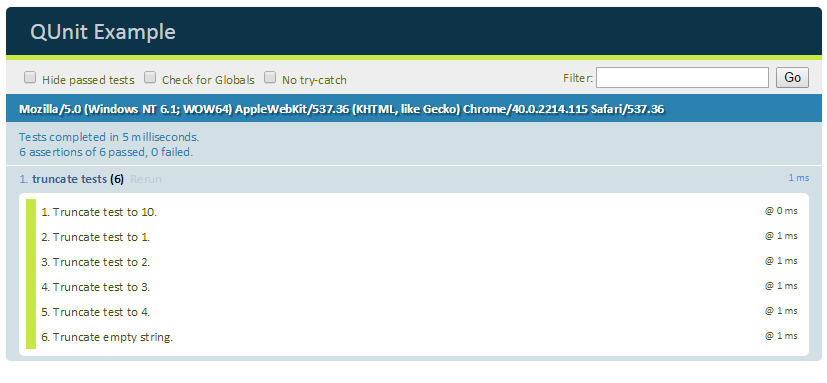 QUnit Example
Hide passed tests Check for Globals No try-catch Filter: Go
Mozilla/5.0 (Windows NT 6.1; WOW64) AppleWebKit/537.36 (KHTML, like Gecko) Chrome/40.0.2214.115 Safari/537.36
Tests completed in 5 milliseconds.
6 assertions of 6 passed, 0 failed.
1. truncate tests (6) Rerun 1 ms
1. Truncate test to 10. @ 0 ms
2. Truncate test to 1. @ 1 ms
3. Truncate test to 2. @ 1 ms
4. Truncate test to 3. @ 1 ms
5. Truncate test to 4. @ 1 ms
6. Truncate empty string. @ 1 ms